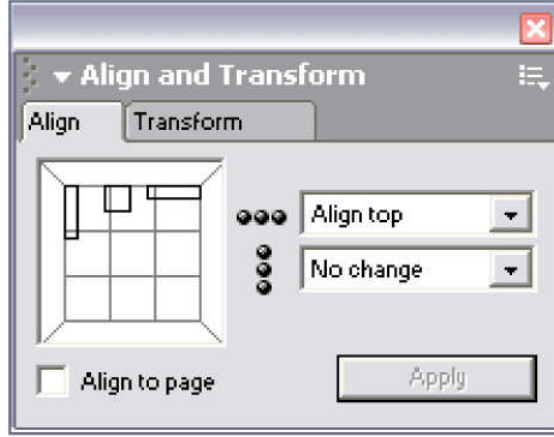 Align and Transform
Align
Transform
Align top
No change
Align to page
Apply